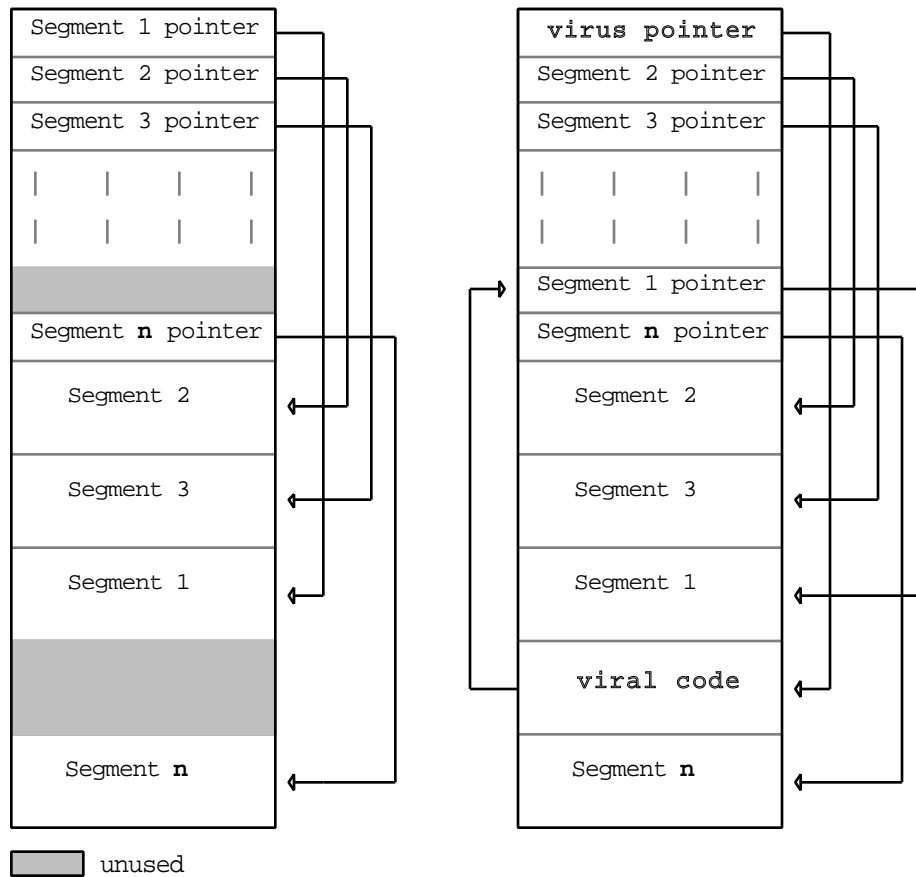 Segment 1 pointer
Segment 2 pointer
Segment 3 pointer
Segment n pointer
Segment 2
Segment 3
Segment 1
Segment n
unused
virus pointer
Segment 2 pointer
Segment 3 pointer
Segment 1 pointer
Segment n pointer
Segment 2
Segment 3
Segment 1
viral code
Segment n